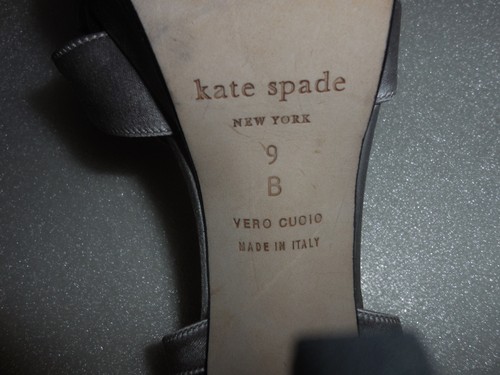 kate spade
NEW YORK
9
B
VERO CUOIO
MADE IN ITALY